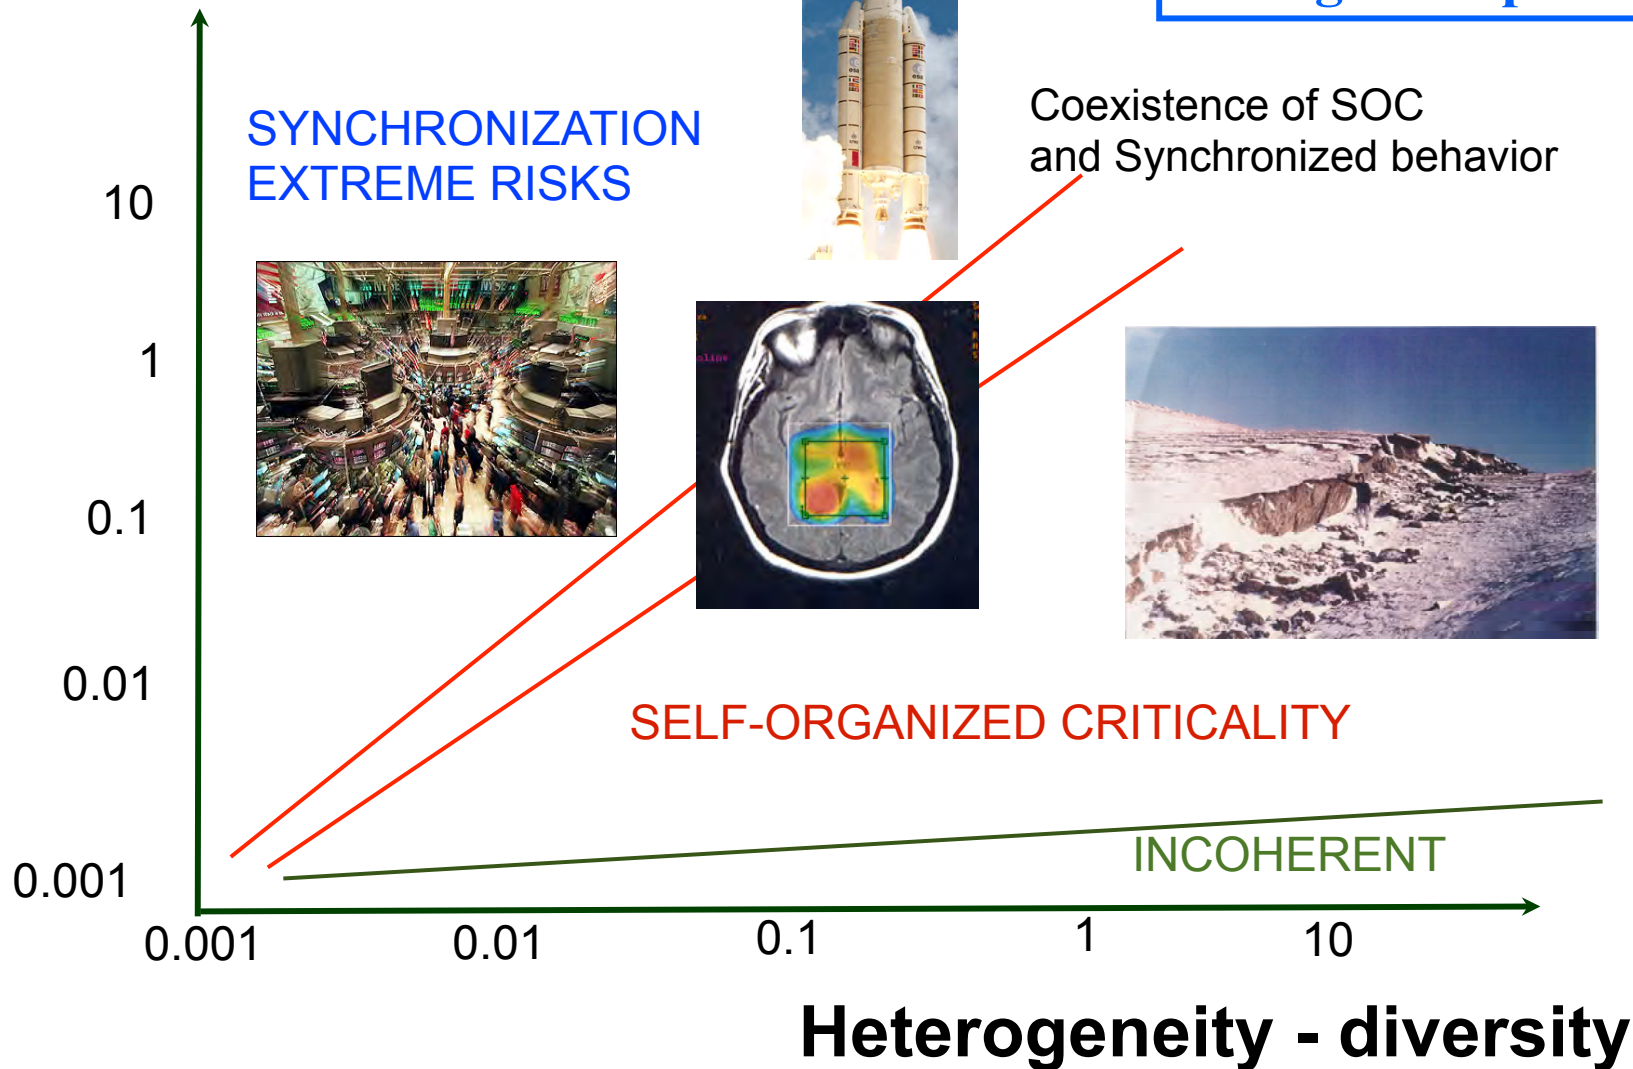 SYNCHRONIZATION
EXTREME RISKS
Coexistence of SOC
and Synchronized behavior
10
1
0.1
0.01
0.001
SELF-ORGANIZED CRITICALITY
INCOHERENT
0.001
0.01
0.1
1
10
Heterogeneity - diversity